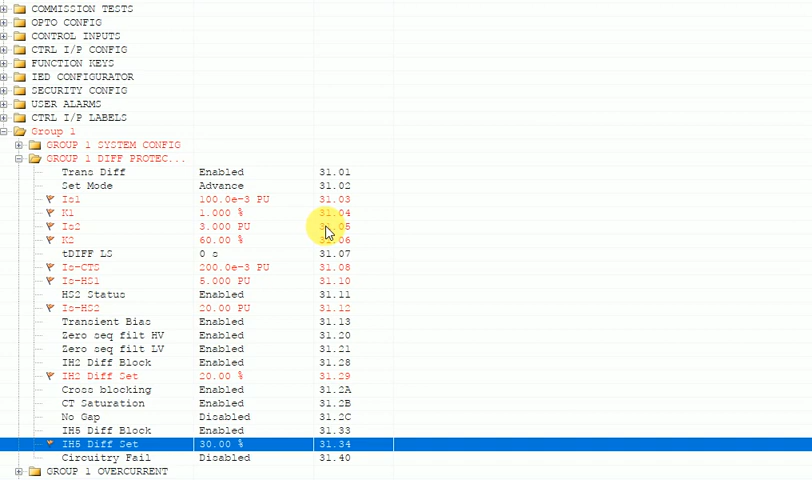 COMMISSION TESTS
OPTO CONFIG
CONTROL INPUTS
CTRL I/P CONFIG
FUNCTION KEYS
IED CONFIGURATOR
SECURITY CONFIG
USER ALARMS
CTRL I/P LABELS
Group 1
GROUP 1 SYSTEM CONFIG
GROUP 1 DIFF PROTEC...
Trans Diff Enabled 31.01
Set Mode Advance 31.02
Is1 100.0e-3 PU 31.03
K1 1.000 % 31.04
Is2 3.000 PU 31.05
K2 60.00 % 31.06
tDIFF LS 0 s 31.07
Is-CTS 200.0e-3 PU 31.08
Is-HS1 5.000 PU 31.10
HS2 Status Enabled 31.11
Is-HS2 20.00 PU 31.12
Transient Bias Enabled 31.13
Zero seq filt HV Enabled 31.20
Zero seq filt LV Enabled 31.21
IH2 Diff Block Enabled 31.28
IH2 Diff Set 20.00 % 31.29
Cross blocking Enabled 31.2A
CT Saturation Enabled 31.2B
No Gap Disabled 31.2C
IH5 Diff Block Enabled 31.33
IH5 Diff Set 30.00 % 31.34
Circuitry Fail Disabled 31.40
GROUP 1 OVERCURRENT